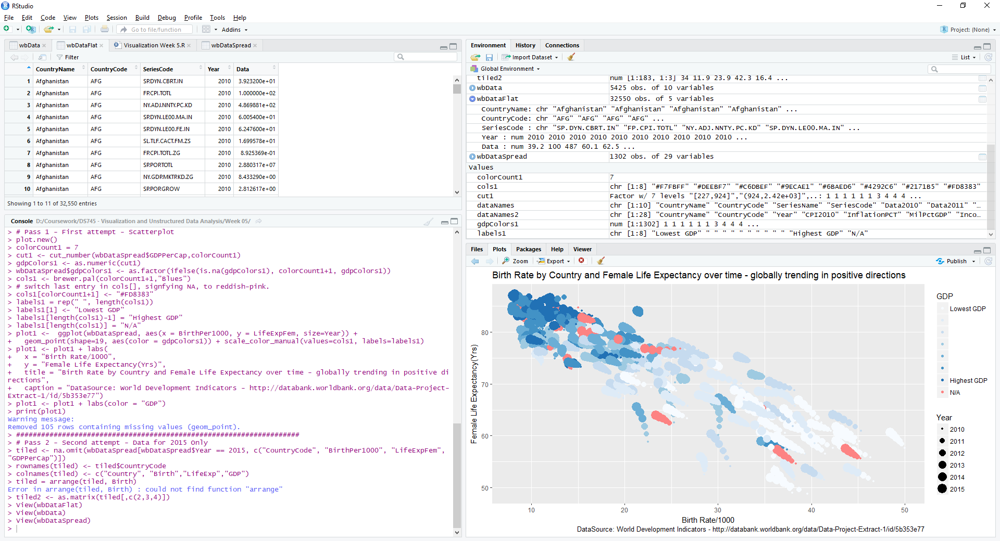 RStudio
File Edit Code View Plots Session Build Debug Profile Tools Help
Go to file/function Addins Project: (None)
wbData wbDataFlat Visualization Week 5.R wbDataSpread
Filter
CountryName CountryCode SeriesCode Year Data
1 Afghanistan AFG SP.DYN.CBRT.IN 2010 3.923200e+01
2 Afghanistan AFG FP.CPI.TOTL 2010 1.000000e+02
3 Afghanistan AFG NY.ADJ.NNTY.PC.KD 2010 4.869881e+02
4 Afghanistan AFG SP.DYN.LE00.MA.IN 2010 6.005400e+01
5 Afghanistan AFG SP.DYN.LE00.FE.IN 2010 6.247600e+01
6 Afghanistan AFG SL.TLF.CACT.FM.ZS 2010 1.699578e+01
7 Afghanistan AFG FP.CPI.TOTL.ZG 2010 8.925369e-01
8 Afghanistan AFG SP.POP.TOTL 2010 2.880317e+07
9 Afghanistan AFG NY.GDP.MKTP.KD.ZG 2010 8.433290e+00
10 Afghanistan AFG SP.POP.GROW 2010 2.812617e+00
Showing 1 to 11 of 32,550 entries
Console D:/Coursework/DS745 - Visualization and Unstructured Data Analysis/Week 05/
> # Pass 1 - First attempt - Scatterplot
> plot.new()
> colorCount1 = 7
> cut1 <- cut_number(wbDataSpread$GDPPerCap,colorCount1)
> gdpColors1 <- as.numeric(cut1)
> wbDataSpread$gdpColors1 <- as.factor(ifelse(is.na(gdpColors1), colorCount1+1, gdpColors1))
> cols1 <- brewer.pal(colorCount1+1,"Blues")
> # switch last entry in cols[], signfying NA, to reddish-pink.
> cols1[colorCount1+1] <- "#FD8383"
> labels1 = rep(" ", length(cols1))
> labels1[1] <- "Lowest GDP"
> labels1[length(cols1)-1] = "Highest GDP"
> labels1[length(cols1)] = "N/A"
> plot1 <-  ggplot(wbDataSpread, aes(x = BirthPer1000, y = LifeExpFem, size=Year)) +
+   geom_point(shape=19, aes(color = gdpColors1)) + scale_color_manual(values=cols1, labels=labels1)
> plot1 <- plot1 + labs(
+   x = "Birth Rate/1000",
+   y = "Female Life Expectancy(Yrs)",
+   title = "Birth Rate by Country and Female Life Expectancy over time - globally trending in positive di
rections",
+   caption = "DataSource: World Development Indicators - http://databank.worldbank.org/data/Data-Project-
Extract-1/id/5b353e77")
> plot1 <- plot1 + labs(color = "GDP")
> print(plot1)
Warning message:
Removed 105 rows containing missing values (geom_point).
> ####################################################################
> # Pass 2 - Second attempt - Data for 2015 Only
> tiled <- na.omit(wbDataSpread[wbDataSpread$Year == 2015, c("CountryCode", "BirthPer1000", "LifeExpFem",
"GDPPerCap")])
> rownames(tiled) <- tiled$CountryCode
> colnames(tiled) <- c("Country", "Birth","LifeExp","GDP")
> tiled = arrange(tiled, Birth)
Error in arrange(tiled, Birth) : could not find function "arrange"
> tiled2 <- as.matrix(tiled[,c(2,3,4)])
> View(wbDataFlat)
> View(wbData)
> View(wbDataSpread)
>
Environment History Connections
Import Dataset List
Global Environment
tiled2 num [1:183, 1:3] 34 11.9 23.9 42.3 16.4 ...
wbData 5425 obs. of 10 variables
wbDataFlat 32550 obs. of 5 variables
CountryName: chr "Afghanistan" "Afghanistan" "Afghanistan" "Afghanistan" ...
CountryCode: chr "AFG" "AFG" "AFG" "AFG" ...
SeriesCode : chr "SP.DYN.CBRT.IN" "FP.CPI.TOTL" "NY.ADJ.NNTY.PC.KD" "SP.DYN.LE00.MA.IN" ...
Year : num 2010 2010 2010 2010 2010 2010 2010 2010 2010 2010 ...
Data : num 39.2 100 487 60.1 62.5 ...
wbDataSpread 1302 obs. of 29 variables
Values
colorCount1 7
cols1 chr [1:8] "#F7FBFF" "#DEEBF7" "#C6DBEF" "#9ECAE1" "#6BAED6" "#4292C6" "#2171B5" "#FD8383"
cut1 Factor w/ 7 levels "[227,924]","(924,2.42e+03]",..: 1 1 1 1 1 1 3 4 4 4 ...
dataNames chr [1:10] "CountryName" "CountryCode" "SeriesName" "SeriesCode" "Data2010" "Data2011" "...
dataNames2 chr [1:28] "CountryName" "CountryCode" "Year" "CPI2010" "InflationPCT" "MilPctGDP" "Inco...
gdpColors1 num [1:1302] 1 1 1 1 1 1 3 4 4 4 ...
labels1 chr [1:8] "Lowest GDP" " " " " " " " " " " "Highest GDP" "N/A"
Files Plots Packages Help Viewer
Zoom Export Publish
Birth Rate by Country and Female Life Expectancy over time - globally trending in positive directions
Female Life Expectancy(Yrs)
80
70
60
50
10 20 30 40 50
Birth Rate/1000
DataSource: World Development Indicators - http://databank.worldbank.org/data/Data-Project-Extract-1/id/5b353e77
GDP
Lowest GDP
Highest GDP
N/A
Year
2010
2011
2012
2013
2014
2015